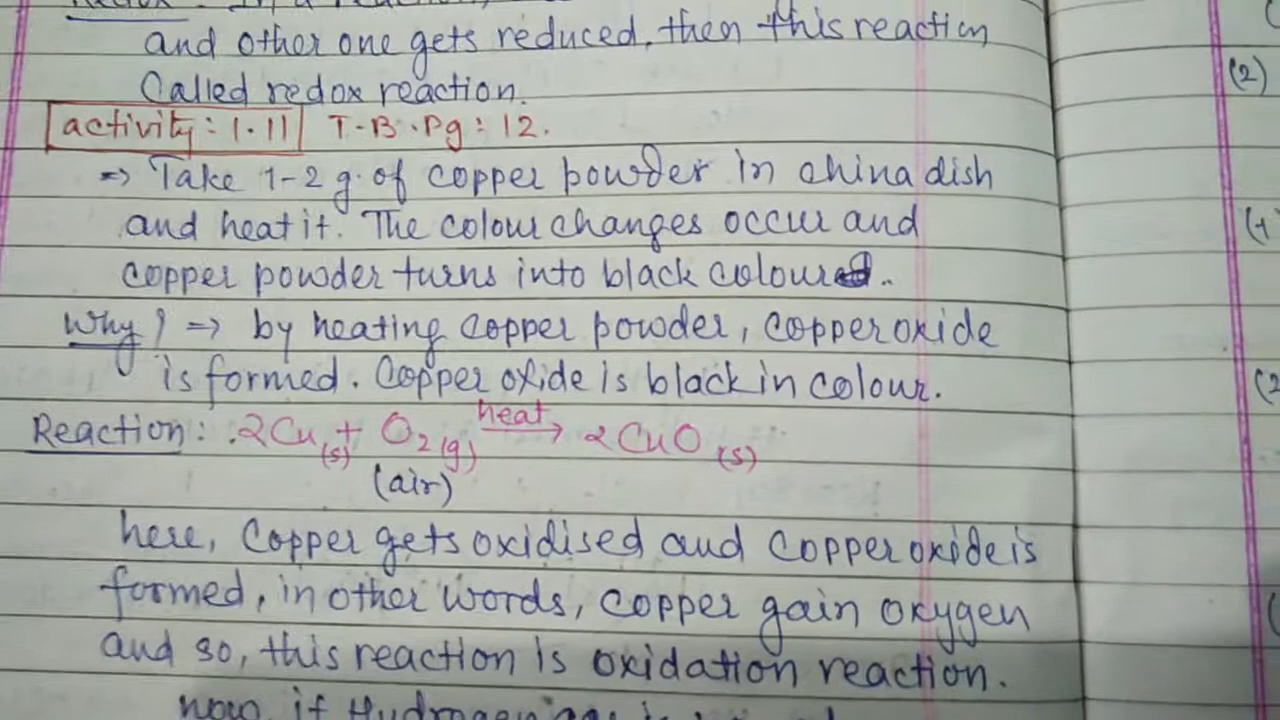 and other one gets reduced, then this reaction
Called redox reaction.
activity: 1.11 T.B.Pg: 12.
=> Take 1-2 g. of copper powder in china dish
and heat it. The colour changes occur and
copper powder turns into black colour.
Why? => by heating copper powder, copper oxide
is formed. Copper oxide is black in colour.
Reaction: 2Cu(s) + O2(g) heat→ 2CuO(s)
(air)
here, Copper gets oxidised and copper oxide is
formed, in other words, copper gain oxygen
and so, this reaction is oxidation reaction.
now, if Hydrogen
(2)